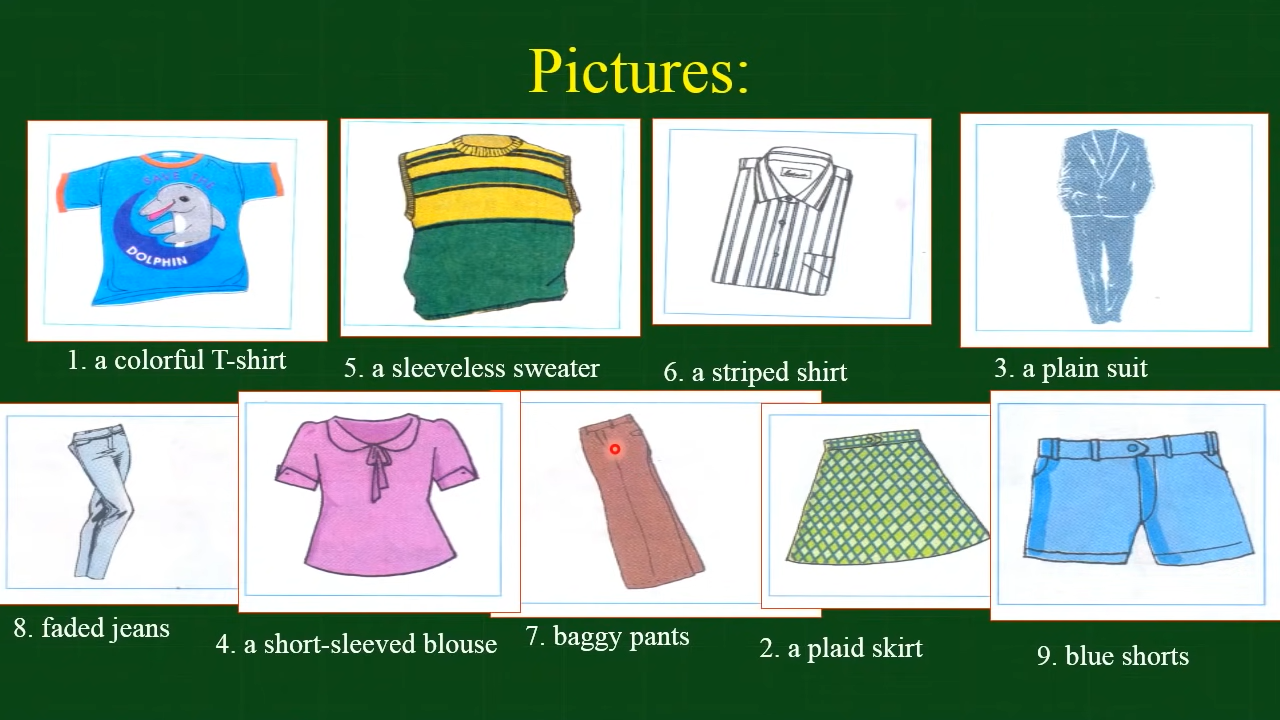 Pictures:
SAVE THE
DOLPHIN
1. a colorful T-shirt
5. a sleeveless sweater
6. a striped shirt
3. a plain suit
8. faded jeans
4. a short-sleeved blouse
7. baggy pants
2. a plaid skirt
9. blue shorts